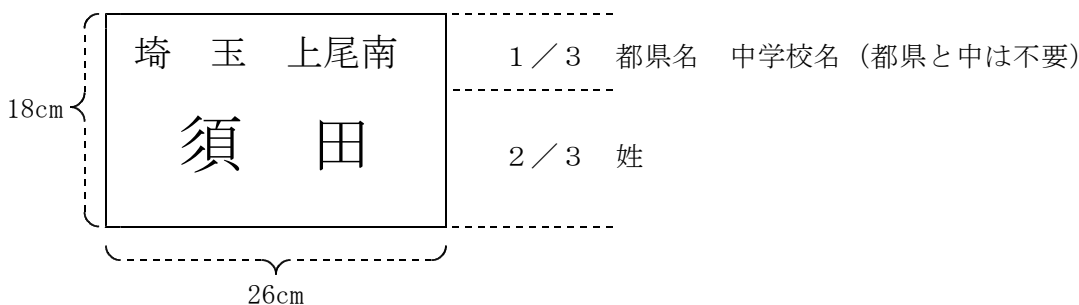 埼　玉　上尾南　１／３　都県名　中学校名（都県と中は不要）
18cm
須　田　２／３　姓
26cm